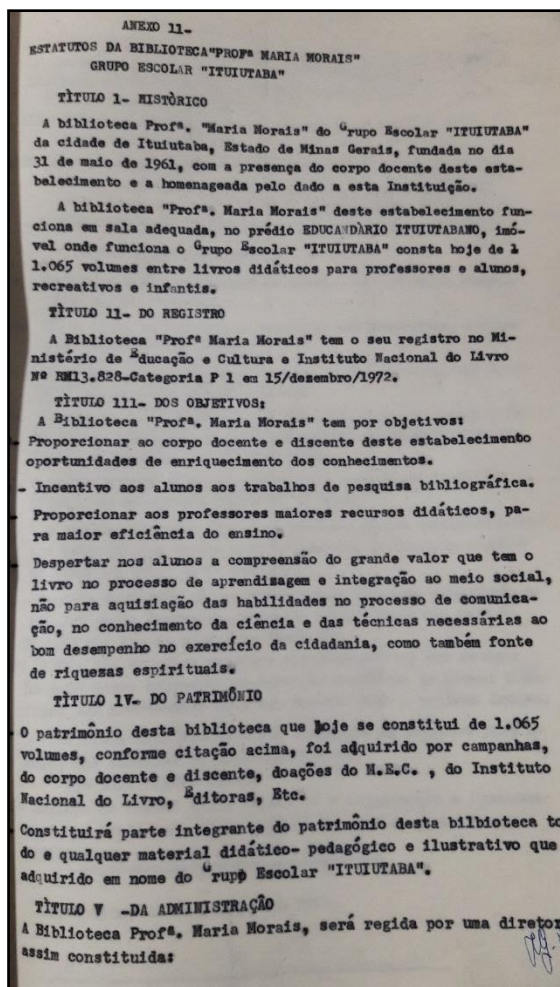 ANEXO 11-
ESTATUTOS DA BIBLIOTECA"PROFª MARIA MORAIS"
GRUPO ESCOLAR "ITUIUTABA"
TÌTULO 1- HISTÒRICO
A biblioteca Profª. "Maria Morais" do Grupo Escolar "ITUIUTABA"
da cidade de Ituiutaba, Estado de Minas Gerais, fundada no dia
31 de maio de 1961, com a presença do corpo docente deste esta-
belecimento e a homenageada pelo dado a esta Instituição.
A biblioteca "Profª. Maria Morais" deste estabelecimento fun-
ciona em sala adequada, no prédio EDUCANDÀRIO ITUIUTABANO, imó-
vel onde funciona o Grupo Escolar "ITUIUTABA" consta hoje de 1
1.065 volumes entre livros didáticos para professores e alunos,
recreativos e infantis.
TÌTULO 11- DO REGISTRO
A Biblioteca "Profª Maria Morais" tem o seu registro no Mi-
nistério de Educação e Cultura e Instituto Nacional do Livro
Nº RM13.828-Categoria P 1 em 15/desembro/1972.
TÌTULO 111- DOS OBJETIVOS:
A Biblioteca "Profª. Maria Morais" tem por objetivos:
- Proporcionar ao corpo docente e discente deste estabelecimento
oportunidades de enriquecimento dos conhecimentos.
- Incentivo aos alunos aos trabalhos de pesquisa bibliográfica.
- Proporcionar aos professores maiores recursos didáticos, pa-
ra maior eficiência do ensino.
- Despertar nos alunos a compreensão do grande valor que tem o
livro no processo de aprendisagem e integração ao meio social,
não para aquisiação das habilidades no processo de comunica-
ção, no conhecimento da ciência e das técnicas necessárias ao
bom desempenho no exercício da cidadania, como também fonte
de riquesas espirituais.
TÌTULO 1V- DO PATRIMÔNIO
O patrimônio desta biblioteca que hoje se constitui de 1.065
volumes, conforme citação acima, foi adquirido por campanhas,
do corpo docente e discente, doações do M.E.C. , do Instituto
Nacional do Livro, Editoras, Etc.
Constituirá parte integrante do patrimônio desta bilbioteca to
do e qualquer material didático- pedagógico e ilustrativo que
adquirido em nome do Grupo Escolar "ITUIUTABA".
TÌTULO V -DA ADMINISTRAÇÃO
A Biblioteca Profª. Maria Morais, será regida por uma diretor
assim constituida: